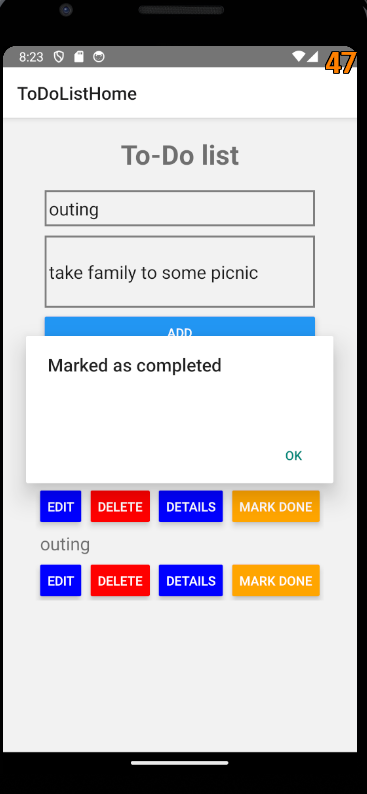 8:23 47
ToDoListHome
To-Do list
outing
take family to some picnic
ADD
Marked as completed
OK
EDIT DELETE DETAILS MARK DONE
outing
EDIT DELETE DETAILS MARK DONE